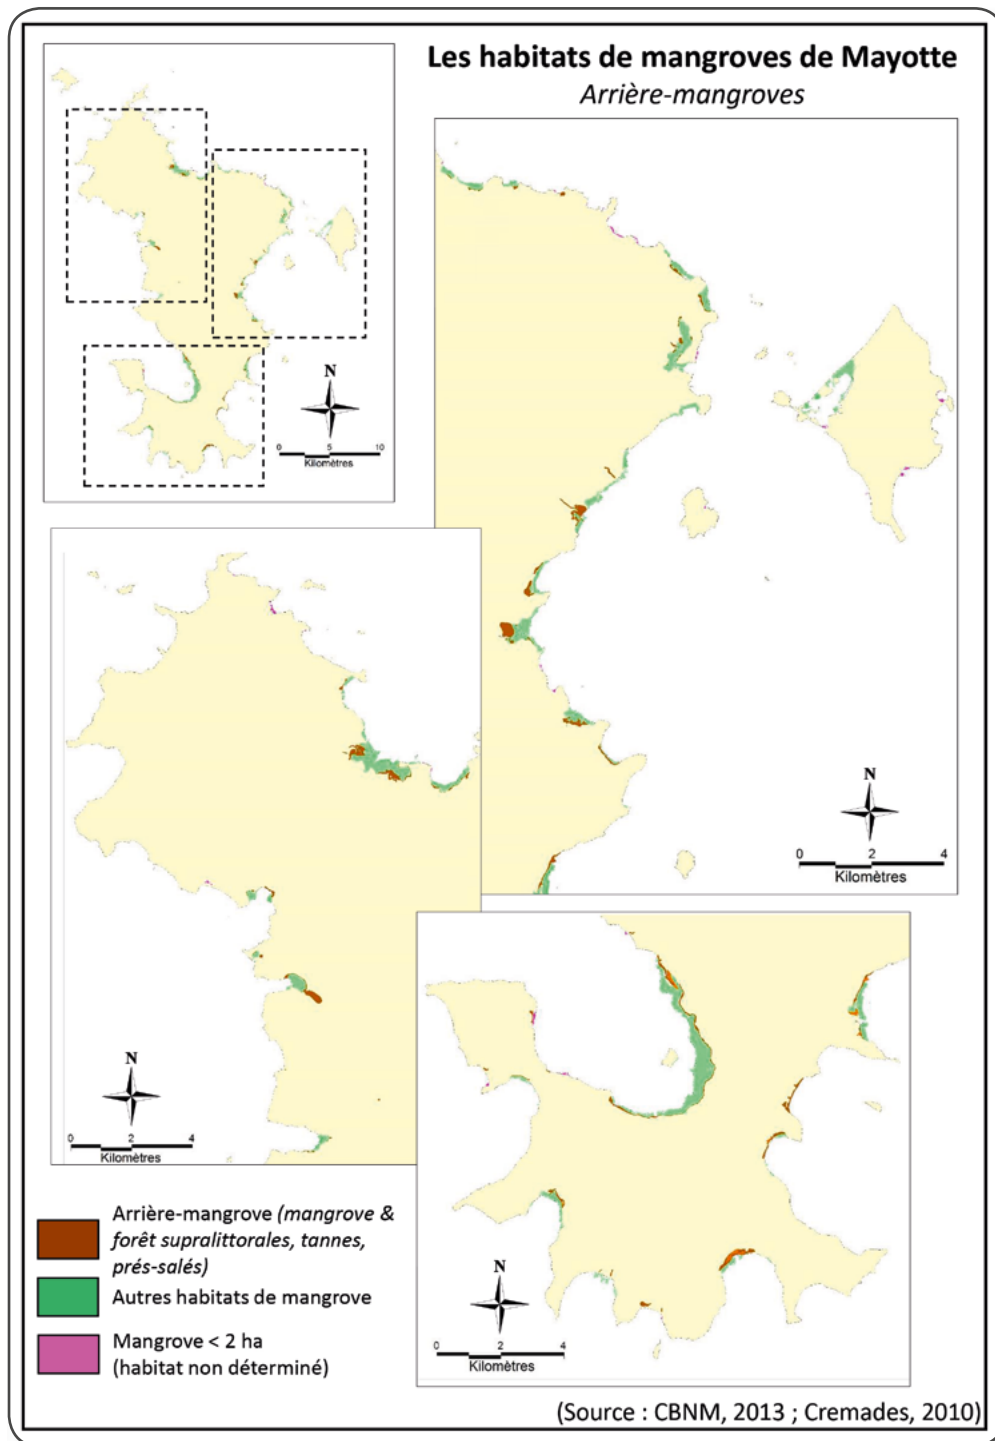 Les habitats de mangroves de Mayotte
Arrière-mangroves
N
0 5 10
Kilomètres
N
0 2 4
Kilomètres
N
0 2 4
Kilomètres
N
0 2 4
Kilomètres
Arrière-mangrove (mangrove &
forêt supralittorales, tannes,
prés-salés)
Autres habitats de mangrove
Mangrove < 2 ha
(habitat non déterminé)
(Source : CBNM, 2013 ; Cremades, 2010)